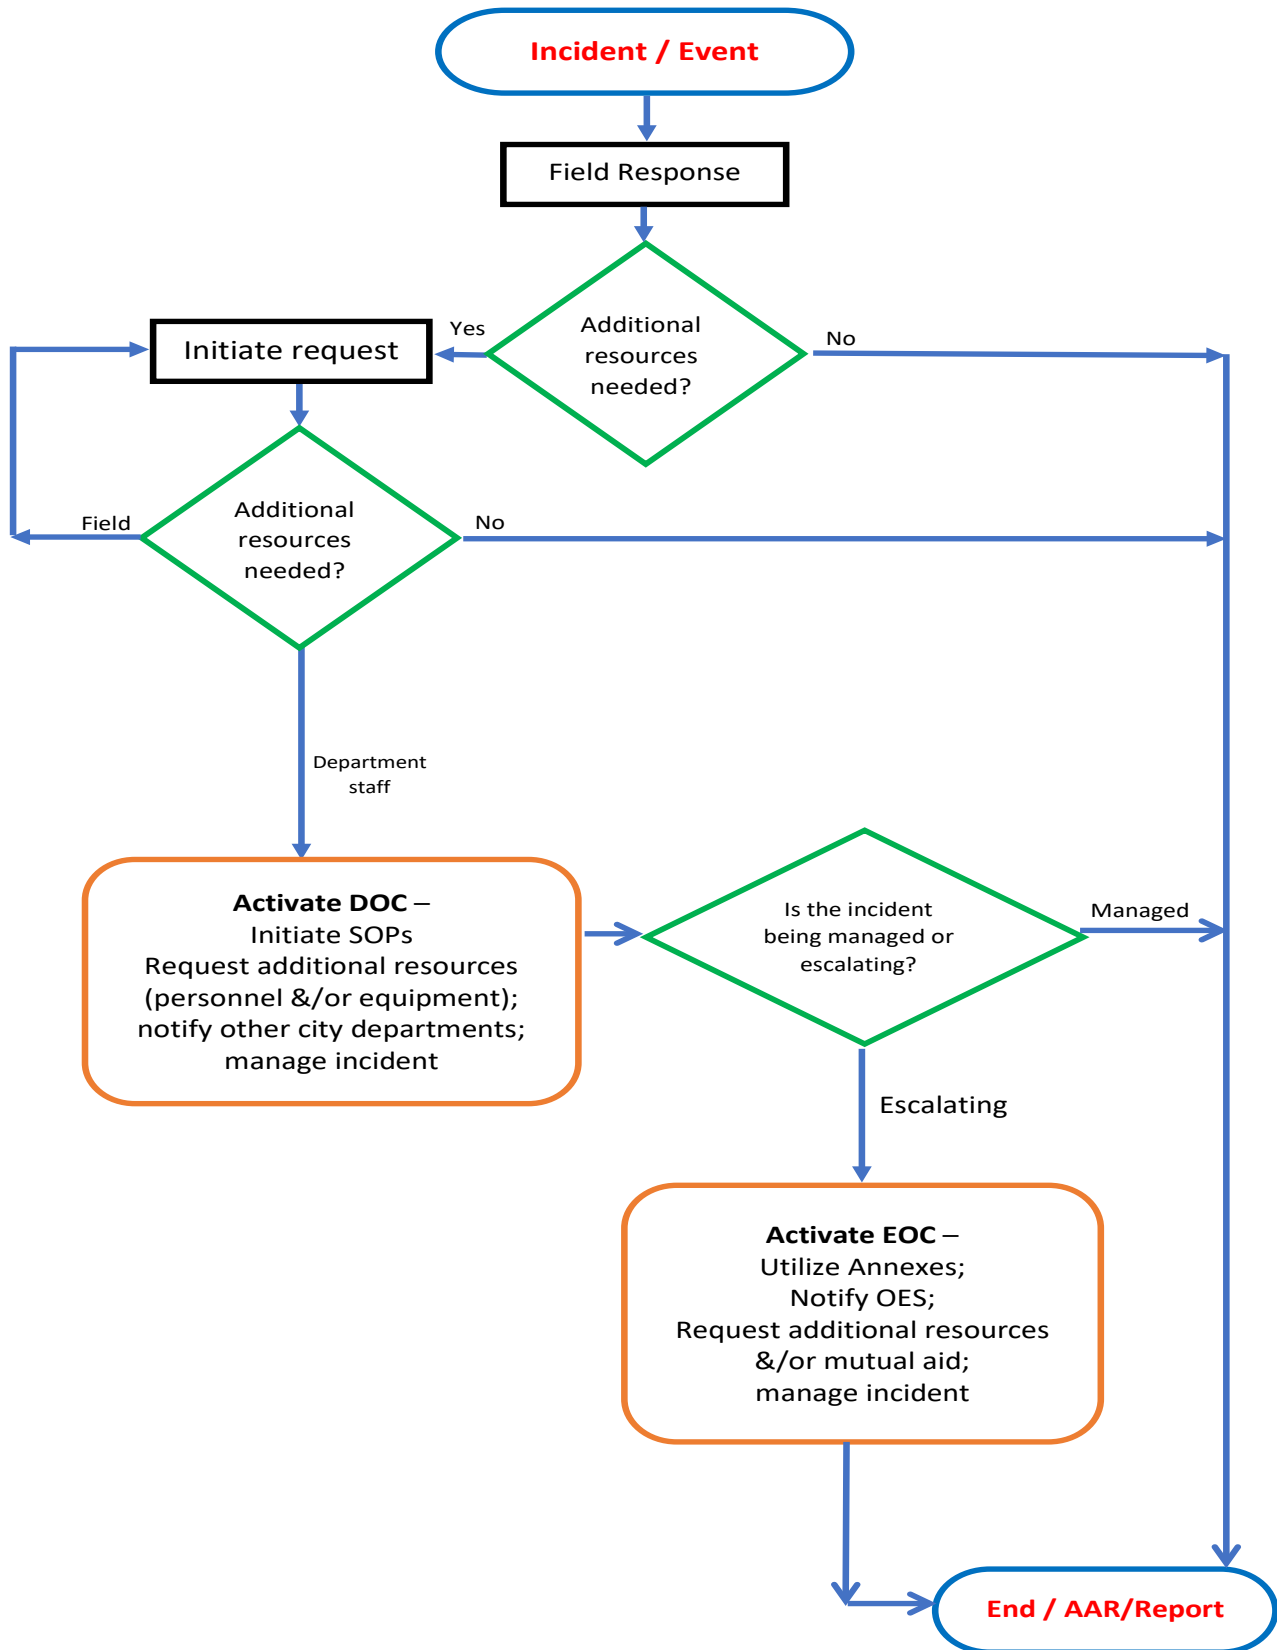 Incident / Event
Field Response
Additional
resources
needed?
Yes
No
Initiate request
Additional
resources
needed?
Field
No
Department
staff
Activate DOC –
Initiate SOPs
Request additional resources
(personnel &/or equipment);
notify other city departments;
manage incident
Is the incident
being managed or
escalating?
Managed
Escalating
Activate EOC –
Utilize Annexes;
Notify OES;
Request additional resources
&/or mutual aid;
manage incident
End / AAR/Report